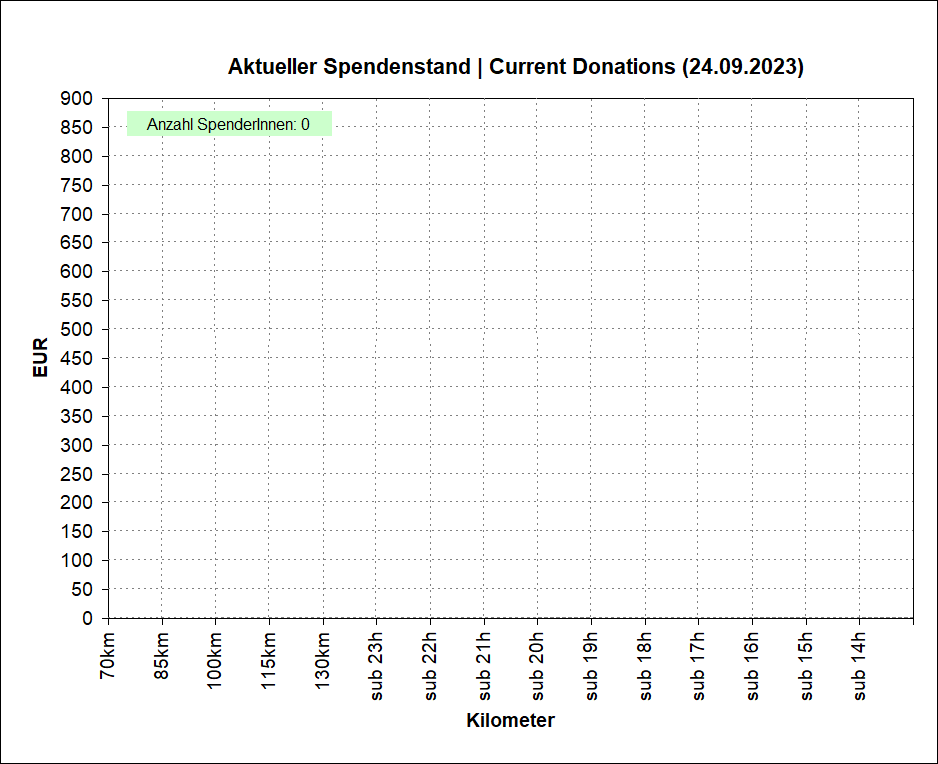 Aktueller Spendenstand | Current Donations (24.09.2023)
Anzahl SpenderInnen: 0
900
850
800
750
700
650
600
550
500
450
400
350
300
250
200
150
100
50
0
EUR
70km
85km
100km
115km
130km
sub 23h
sub 22h
sub 21h
sub 20h
sub 19h
sub 18h
sub 17h
sub 16h
sub 15h
sub 14h
Kilometer